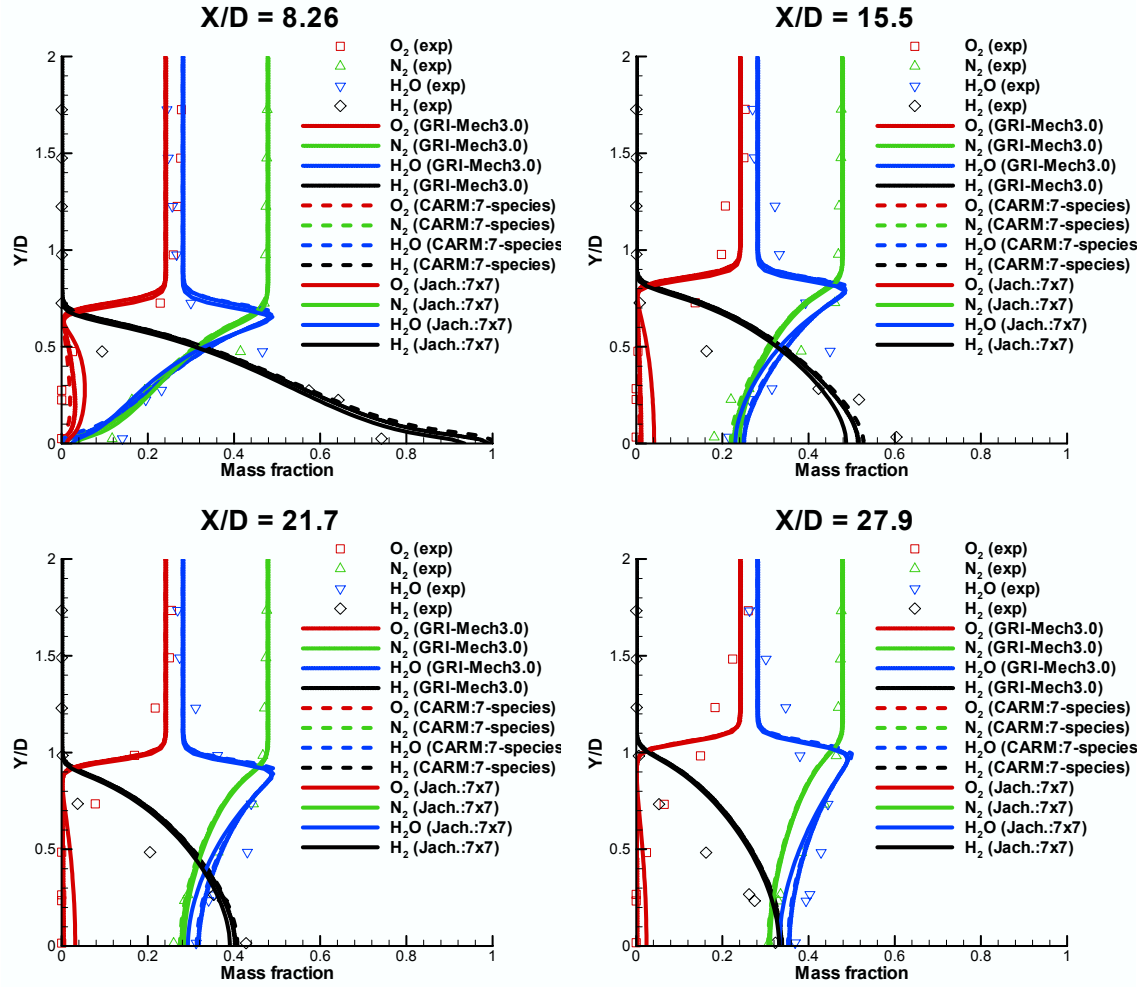 X/D = 8.26
2
1.5
1
0.5
0
Y/D
0
0.2
0.4
0.6
0.8
1
Mass fraction
O₂ (exp)
N₂ (exp)
H₂O (exp)
H₂ (exp)
O₂ (GRI-Mech3.0)
N₂ (GRI-Mech3.0)
H₂O (GRI-Mech3.0)
H₂ (GRI-Mech3.0)
O₂ (CARM:7-species)
N₂ (CARM:7-species)
H₂O (CARM:7-spec
H₂ (CARM:7-species)
O₂ (Jach.:7x7)
N₂ (Jach.:7x7)
H₂O (Jach.:7x7)
H₂ (Jach.:7x7)
X/D = 15.5
2
1.5
1
0.5
0
Y/D
0
0.2
0.4
0.6
0.8
1
Mass fraction
O₂ (exp)
N₂ (exp)
H₂O (exp)
H₂ (exp)
O₂ (GRI-Mech3.0)
N₂ (GRI-Mech3.0)
H₂O (GRI-Mech3.0)
H₂ (GRI-Mech3.0)
O₂ (CARM:7-species)
N₂ (CARM:7-species)
H₂O (CARM:7-species
H₂ (CARM:7-species)
O₂ (Jach.:7x7)
N₂ (Jach.:7x7)
H₂O (Jach.:7x7)
H₂ (Jach.:7x7)
X/D = 21.7
2
1.5
1
0.5
0
Y/D
0
0.2
0.4
0.6
0.8
1
Mass fraction
O₂ (exp)
N₂ (exp)
H₂O (exp)
H₂ (exp)
O₂ (GRI-Mech3.0)
N₂ (GRI-Mech3.0)
H₂O (GRI-Mech3.0)
H₂ (GRI-Mech3.0)
O₂ (CARM:7-species)
N₂ (CARM:7-species)
H₂O (CARM:7-spec
H₂ (CARM:7-species)
O₂ (Jach.:7x7)
N₂ (Jach.:7x7)
H₂O (Jach.:7x7)
H₂ (Jach.:7x7)
X/D = 27.9
2
1.5
1
0.5
0
Y/D
0
0.2
0.4
0.6
0.8
1
Mass fraction
O₂ (exp)
N₂ (exp)
H₂O (exp)
H₂ (exp)
O₂ (GRI-Mech3.0)
N₂ (GRI-Mech3.0)
H₂O (GRI-Mech3.0)
H₂ (GRI-Mech3.0)
O₂ (CARM:7-species)
N₂ (CARM:7-species)
H₂O (CARM:7-species
H₂ (CARM:7-species)
O₂ (Jach.:7x7)
N₂ (Jach.:7x7)
H₂O (Jach.:7x7)
H₂ (Jach.:7x7)